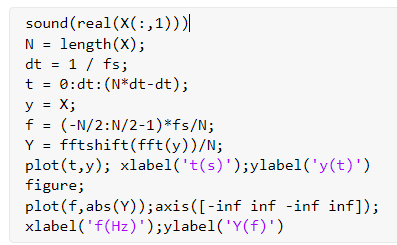 sound(real(X(:,1)))
N = length(X);
dt = 1 / fs;
t = 0:dt:(N*dt-dt);
y = X;
f = (-N/2:N/2-1)*fs/N;
Y = fftshift(fft(y))/N;
plot(t,y); xlabel('t(s)');ylabel('y(t)')
figure;
plot(f,abs(Y));axis([-inf inf -inf inf]);
xlabel('f(Hz)');ylabel('Y(f)')